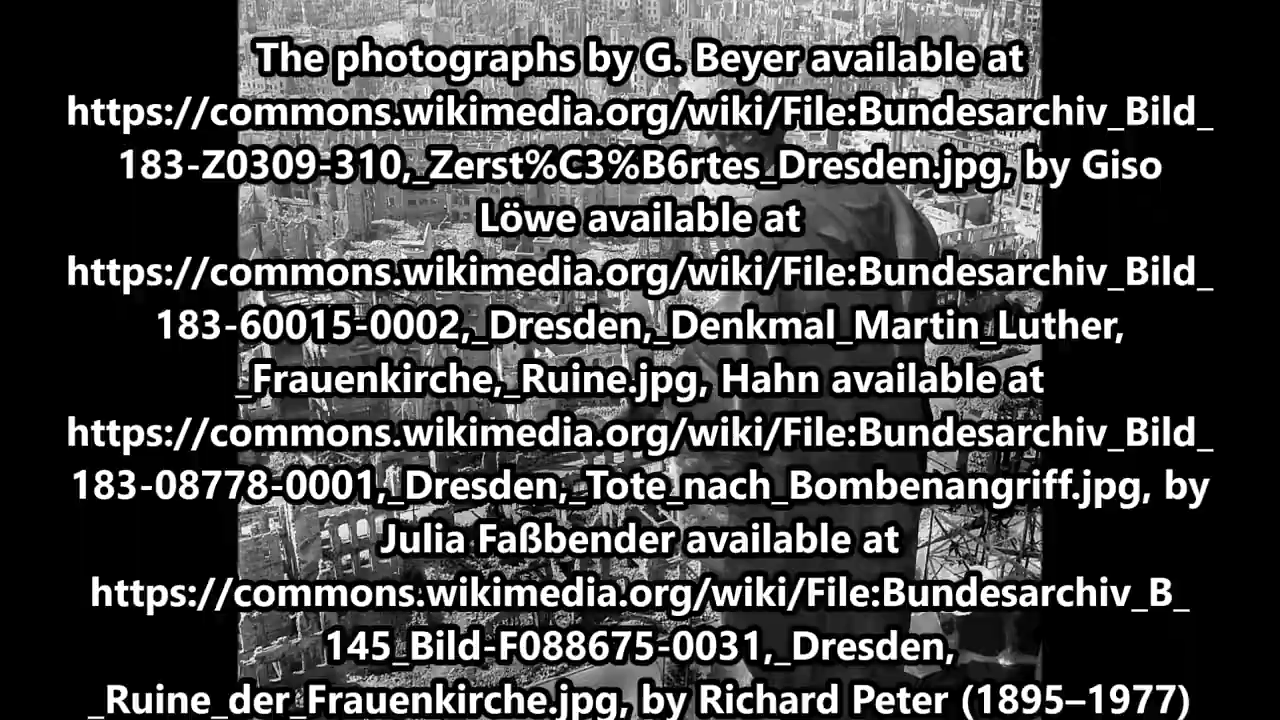 The photographs by G. Beyer available at
https://commons.wikimedia.org/wiki/File:Bundesarchiv_Bild_
183-Z0309-310,_Zerst%C3%B6rtes_Dresden.jpg, by Giso
Löwe available at
https://commons.wikimedia.org/wiki/File:Bundesarchiv_Bild_
183-60015-0002,_Dresden,_Denkmal_Martin_Luther,
_Frauenkirche,_Ruine.jpg, Hahn available at
https://commons.wikimedia.org/wiki/File:Bundesarchiv_Bild_
183-08778-0001,_Dresden,_Tote_nach_Bombenangriff.jpg, by
Julia Faßbender available at
https://commons.wikimedia.org/wiki/File:Bundesarchiv_B_
145_Bild-F088675-0031,_Dresden,
_Ruine_der_Frauenkirche.jpg, by Richard Peter (1895–1977)